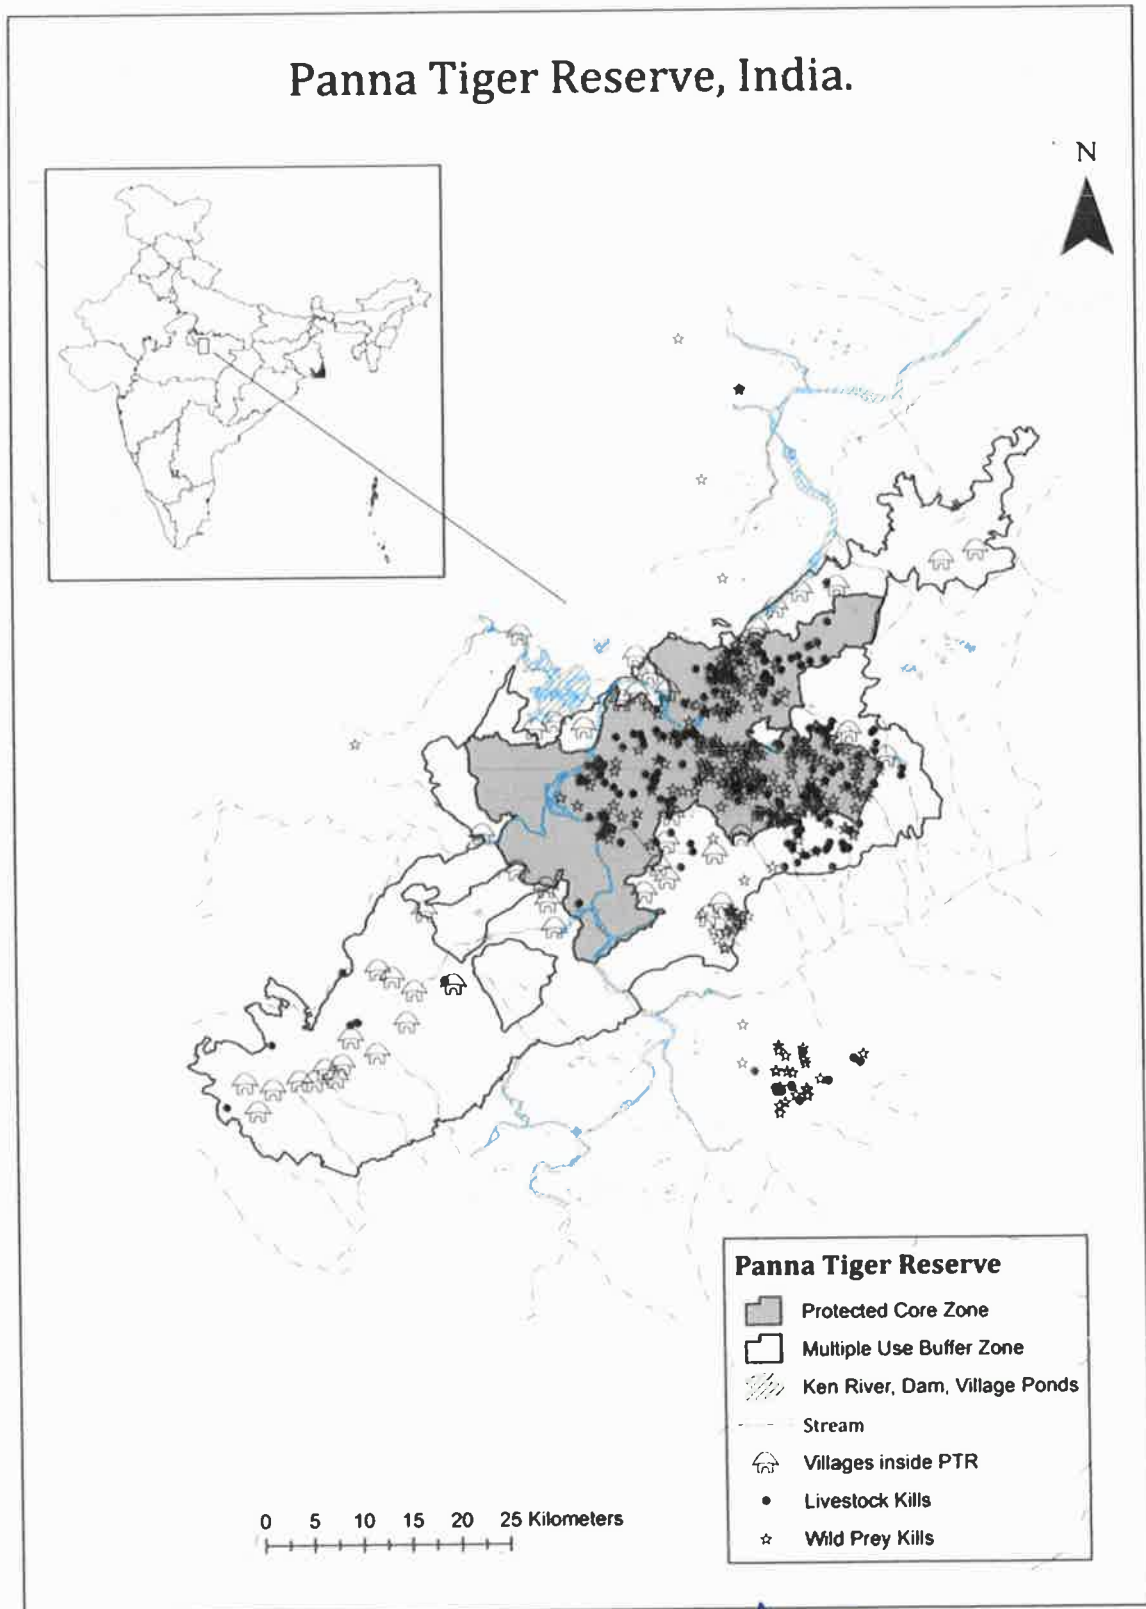 Panna Tiger Reserve, India.
N
Panna Tiger Reserve
Protected Core Zone
Multiple Use Buffer Zone
Ken River, Dam, Village Ponds
Stream
Villages inside PTR
Livestock Kills
Wild Prey Kills
0 5 10 15 20 25 Kilometers